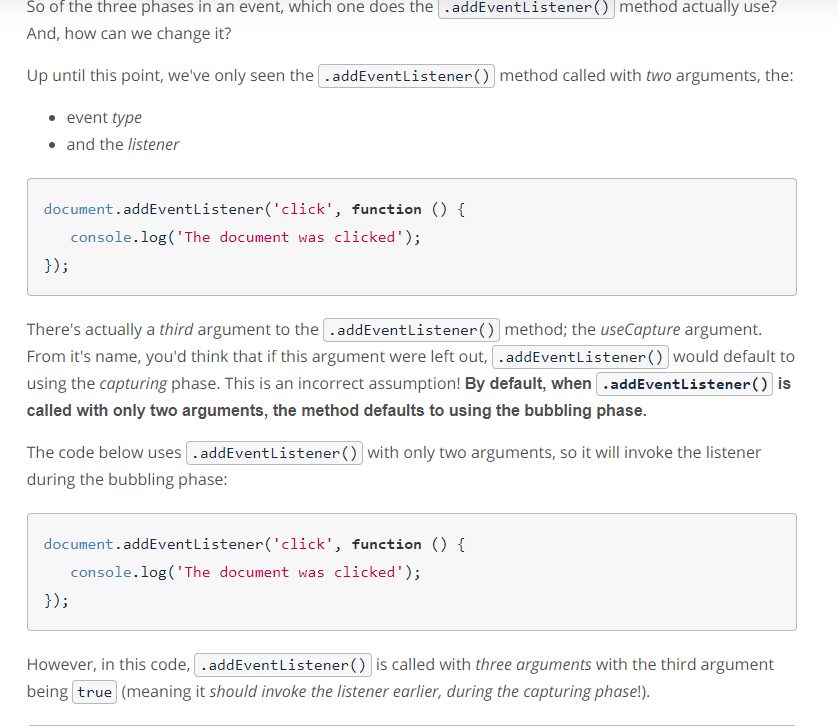 So of the three phases in an event, which one does the .addEventListener() method actually use?
And, how can we change it?
Up until this point, we've only seen the .addEventListener() method called with two arguments, the:
• event type
• and the listener
document.addEventListener('click', function () {
console.log('The document was clicked');
});
There's actually a third argument to the .addEventListener() method; the useCapture argument.
From it's name, you'd think that if this argument were left out, .addEventListener() would default to
using the capturing phase. This is an incorrect assumption! By default, when .addEventListener() is
called with only two arguments, the method defaults to using the bubbling phase.
The code below uses .addEventListener() with only two arguments, so it will invoke the listener
during the bubbling phase:
document.addEventListener('click', function () {
console.log('The document was clicked');
});
However, in this code, .addEventListener() is called with three arguments with the third argument
being true (meaning it should invoke the listener earlier, during the capturing phase!).